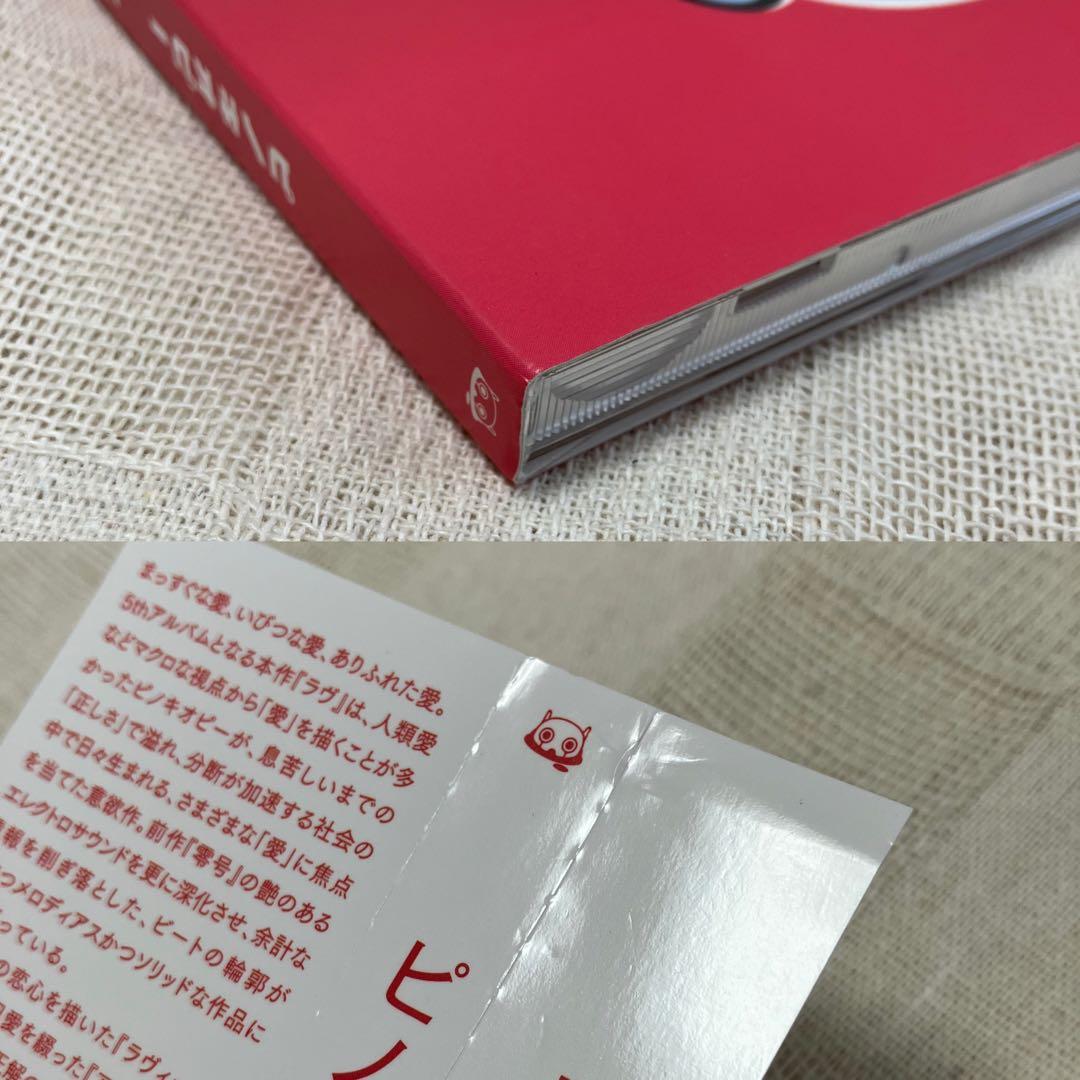 ピノキオピー
まっすぐな愛、いびつな愛、ありふれた愛。
5thアルバムとなる本作『ラヴ』は、人類愛
などマクロな視点から「愛」を描くことが多
かったピノキオピーが、息苦しいまでの
「正しさ」で溢れ、分断が加速する社会の
中で日々生まれる、さまざまな「愛」に焦点
を当てた意欲作。前作『零号』の艶のある
エレクトロサウンドを更に深化させ、余計な
報を削ぎ落とした、ビートの輪郭が
つメロディアスかつソリッドな作品に
っている。
の恋心を描いた『ラヴィ
愛を綴った『
ピノ